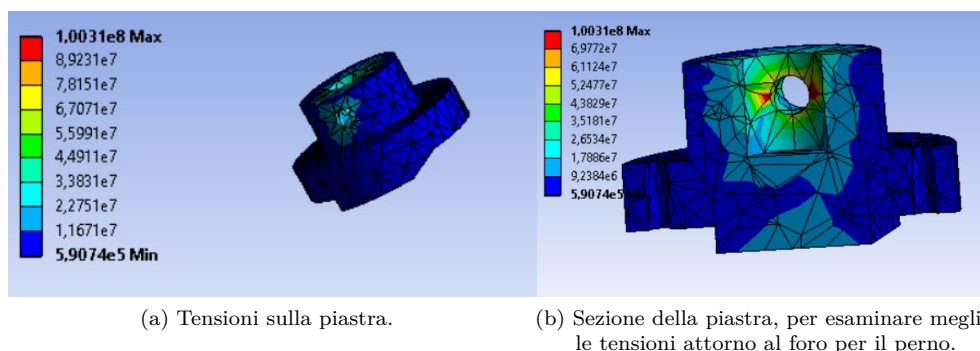 1,0031e8 Max
8,9231e7
7,8151e7
6,7071e7
5,5991e7
4,4911e7
3,3831e7
2,2751e7
1,1671e7
5,9074e5 Min
1,0031e8 Max
6,9772e7
6,1124e7
5,2477e7
4,3829e7
3,5181e7
2,6534e7
1,7886e7
9,2384e6
5,9074e5 Min
(a) Tensioni sulla piastra.
(b) Sezione della piastra, per esaminare megli
le tensioni attorno al foro per il perno.